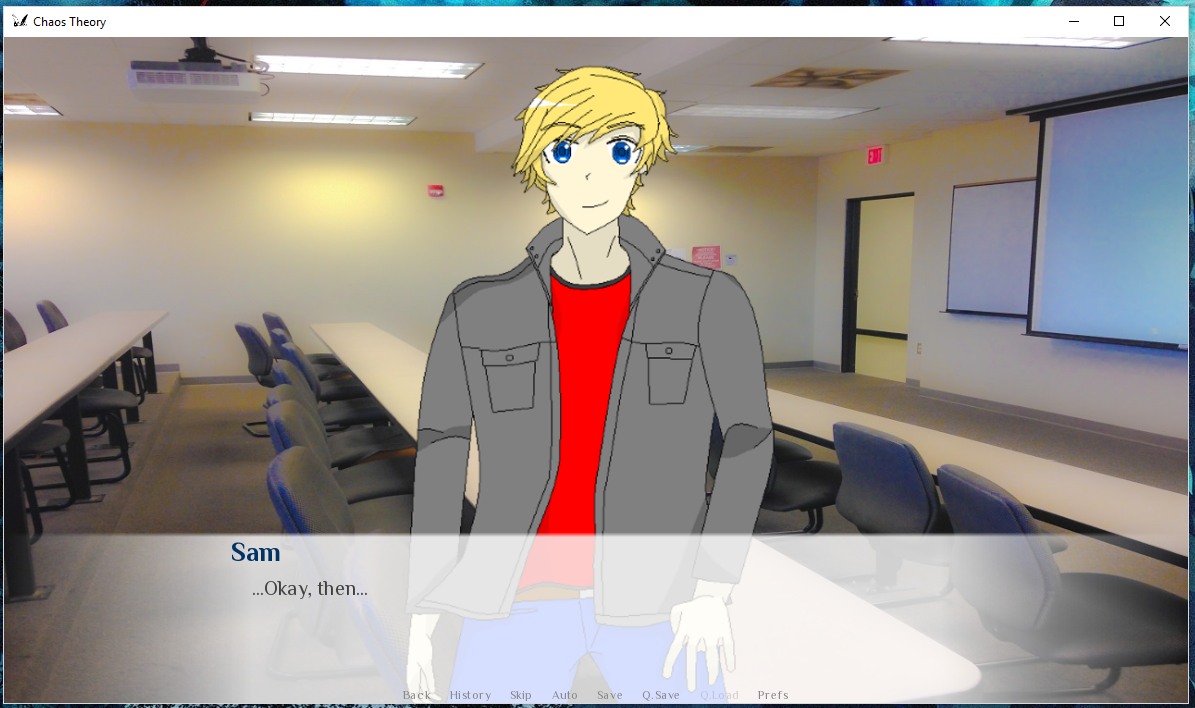 Chaos Theory
EXIT
Sam
...Okay, then...
Back History Skip Auto Save Q.Save Q.Load Prefs